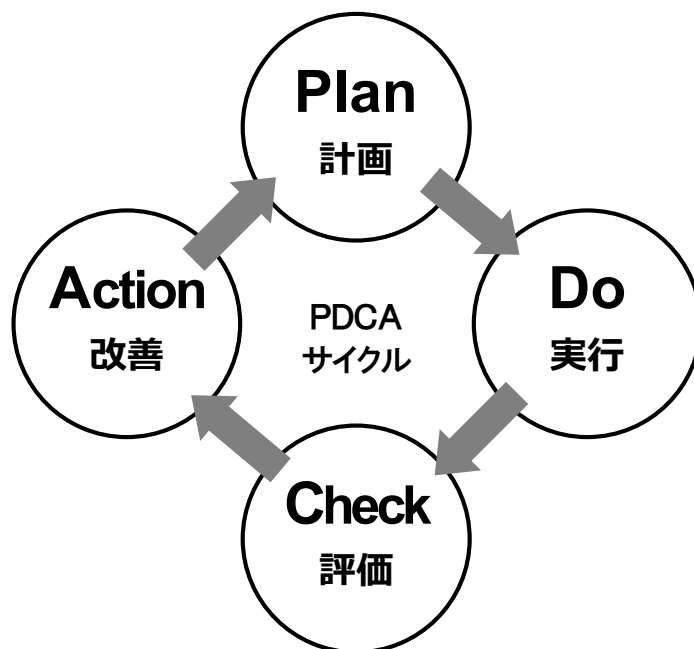 Plan
計画
Do
実行
Check
評価
Action
改善
PDCA
サイクル